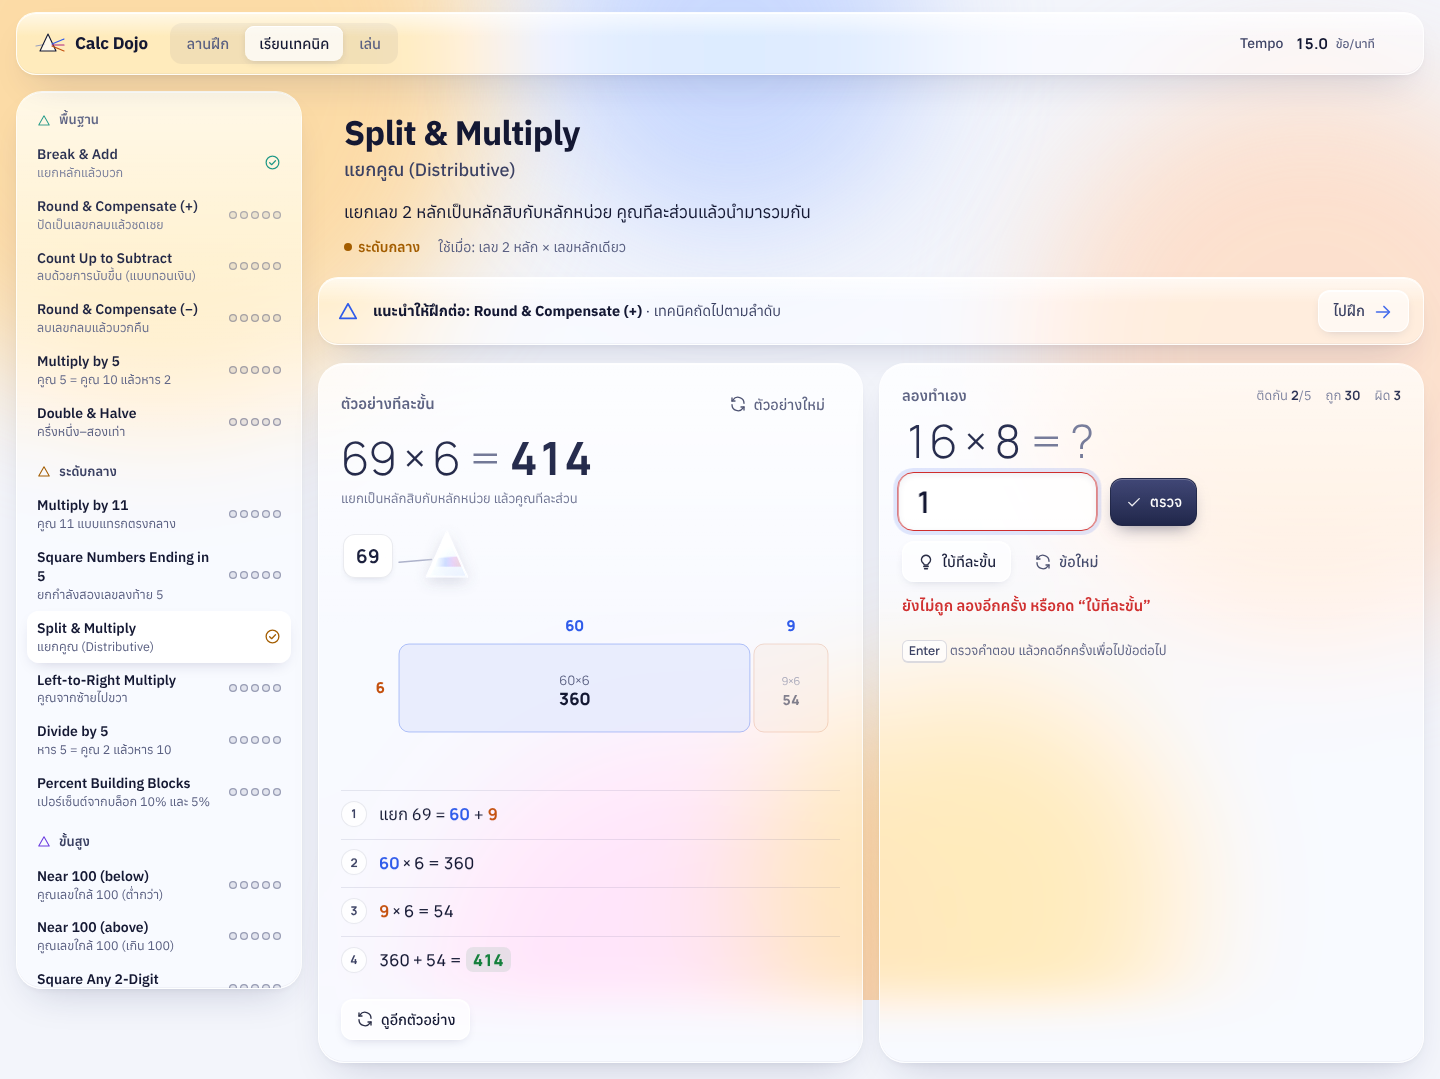 Calc Dojo
ลานฝึก
เรียนเทคนิค
เล่น
Tempo 15.0 ข้อ/นาที
พื้นฐาน
Break & Add
แยกหลักแล้วบวก
Round & Compensate (+)
ปัดเป็นเลขกลมแล้วชดเชย
Count Up to Subtract
ลบด้วยการนับขึ้น (แบบทอนเงิน)
Round & Compensate (−)
ลบเลขกลมแล้วบวกคืน
Multiply by 5
คูณ 5 = คูณ 10 แล้วหาร 2
Double & Halve
ครึ่งหนึ่ง–สองเท่า
ระดับกลาง
Multiply by 11
คูณ 11 แบบแทรกตรงกลาง
Square Numbers Ending in
5
ยกกำลังสองเลขลงท้าย 5
Split & Multiply
แยกคูณ (Distributive)
Left-to-Right Multiply
คูณจากซ้ายไปขวา
Divide by 5
หาร 5 = คูณ 2 แล้วหาร 10
Percent Building Blocks
เปอร์เซ็นต์จากบล็อก 10% และ 5%
ขั้นสูง
Near 100 (below)
คูณเลขใกล้ 100 (ต่ำกว่า)
Near 100 (above)
คูณเลขใกล้ 100 (เกิน 100)
Square Any 2-Digit
Split & Multiply
แยกคูณ (Distributive)
แยกเลข 2 หลักเป็นหลักสิบกับหลักหน่วย คูณทีละส่วนแล้วนำมารวมกัน
ระดับกลาง ใช้เมื่อ: เลข 2 หลัก × เลขหลักเดียว
แนะนำให้ฝึกต่อ: Round & Compensate (+) · เทคนิคถัดไปตามลำดับ
ไปฝึก
ตัวอย่างทีละขั้น
ตัวอย่างใหม่
69 × 6 = 414
แยกเป็นหลักสิบกับหลักหน่วย แล้วคูณทีละส่วน
69
60 9
6
60×6
360
9×6
54
1 แยก 69 = 60 + 9
2 60 × 6 = 360
3 9 × 6 = 54
4 360 + 54 = 414
ดูอีกตัวอย่าง
ลองทำเอง
ติดกัน 2/5 ถูก 30 ผิด 3
16 × 8 = ?
1
ตรวจ
ใบ้ทีละขั้น
ข้อใหม่
ยังไม่ถูก ลองอีกครั้ง หรือกด “ใบ้ทีละขั้น”
Enter ตรวจคำตอบ แล้วกดอีกครั้งเพื่อไปข้อต่อไป